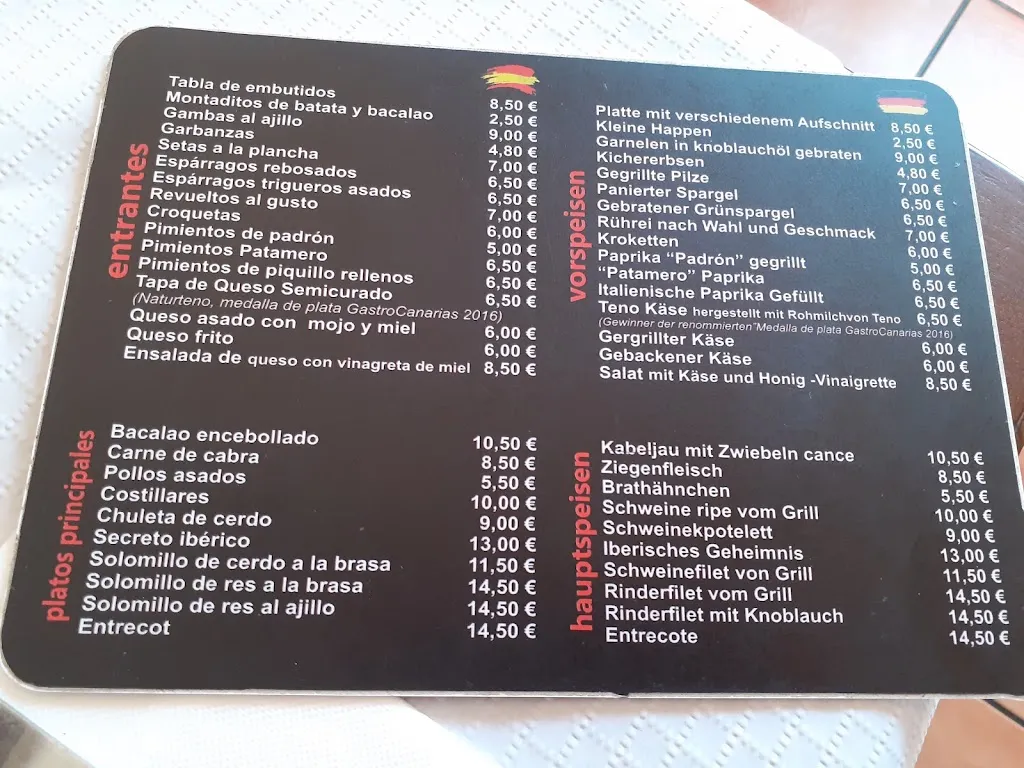 entrantes
Tabla de embutidos 8,50 €
Montaditos de batata y bacalao 2,50 €
Gambas al ajillo 9,00 €
Garbanzas 4,80 €
Setas a la plancha 7,00 €
Espárragos rebosados 6,50 €
Espárragos trigueros asados 6,50 €
Revueltos al gusto 7,00 €
Croquetas 6,00 €
Pimientos de padrón 5,00 €
Pimientos Patamero 6,50 €
Pimientos de piquillo rellenos 6,50 €
Tapa de Queso Semicurado 6,50 €
(Naturteno, medalla de plata GastroCanarias 2016)
Queso asado con mojo y miel 6,00 €
Queso frito 6,00 €
Ensalada de queso con vinagreta de miel 8,50 €
platos principales
Bacalao encebollado 10,50 €
Carne de cabra 8,50 €
Pollos asados 5,50 €
Costillares 10,00 €
Chuleta de cerdo 9,00 €
Secreto ibérico 13,00 €
Solomillo de cerdo a la brasa 11,50 €
Solomillo de res a la brasa 14,50 €
Solomillo de res al ajillo 14,50 €
Entrecot 14,50 €
vorspeisen
Platte mit verschiedenem Aufschnitt 8,50 €
Kleine Happen 2,50 €
Garnelen in knoblauchöl gebraten 9,00 €
Kichererbsen 4,80 €
Gegrillte Pilze 7,00 €
Panierter Spargel 6,50 €
Gebratener Grünspargel 6,50 €
Rührei nach Wahl und Geschmack 7,00 €
Kroketten 6,00 €
Paprika “Padrón” gegrillt 5,00 €
“Patamero” Paprika 6,50 €
Italienische Paprika Gefüllt 6,50 €
Teno Käse hergestellt mit Rohmilchvon Teno 6,50 €
(Gewinner der renommierten"Medalla de plata GastroCanarias 2016)
Gergrillter Käse 6,00 €
Gebackener Käse 6,00 €
Salat mit Käse und Honig -Vinaigrette 8,50 €
hauptspeisen
Kabeljau mit Zwiebeln cance 10,50 €
Ziegenfleisch 8,50 €
Brathähnchen 5,50 €
Schweine ripe vom Grill 10,00 €
Schweinekpotelett 9,00 €
Iberisches Geheimnis 13,00 €
Schweinefilet von Grill 11,50 €
Rinderfilet vom Grill 14,50 €
Rinderfilet mit Knoblauch 14,50 €
Entrecote 14,50 €